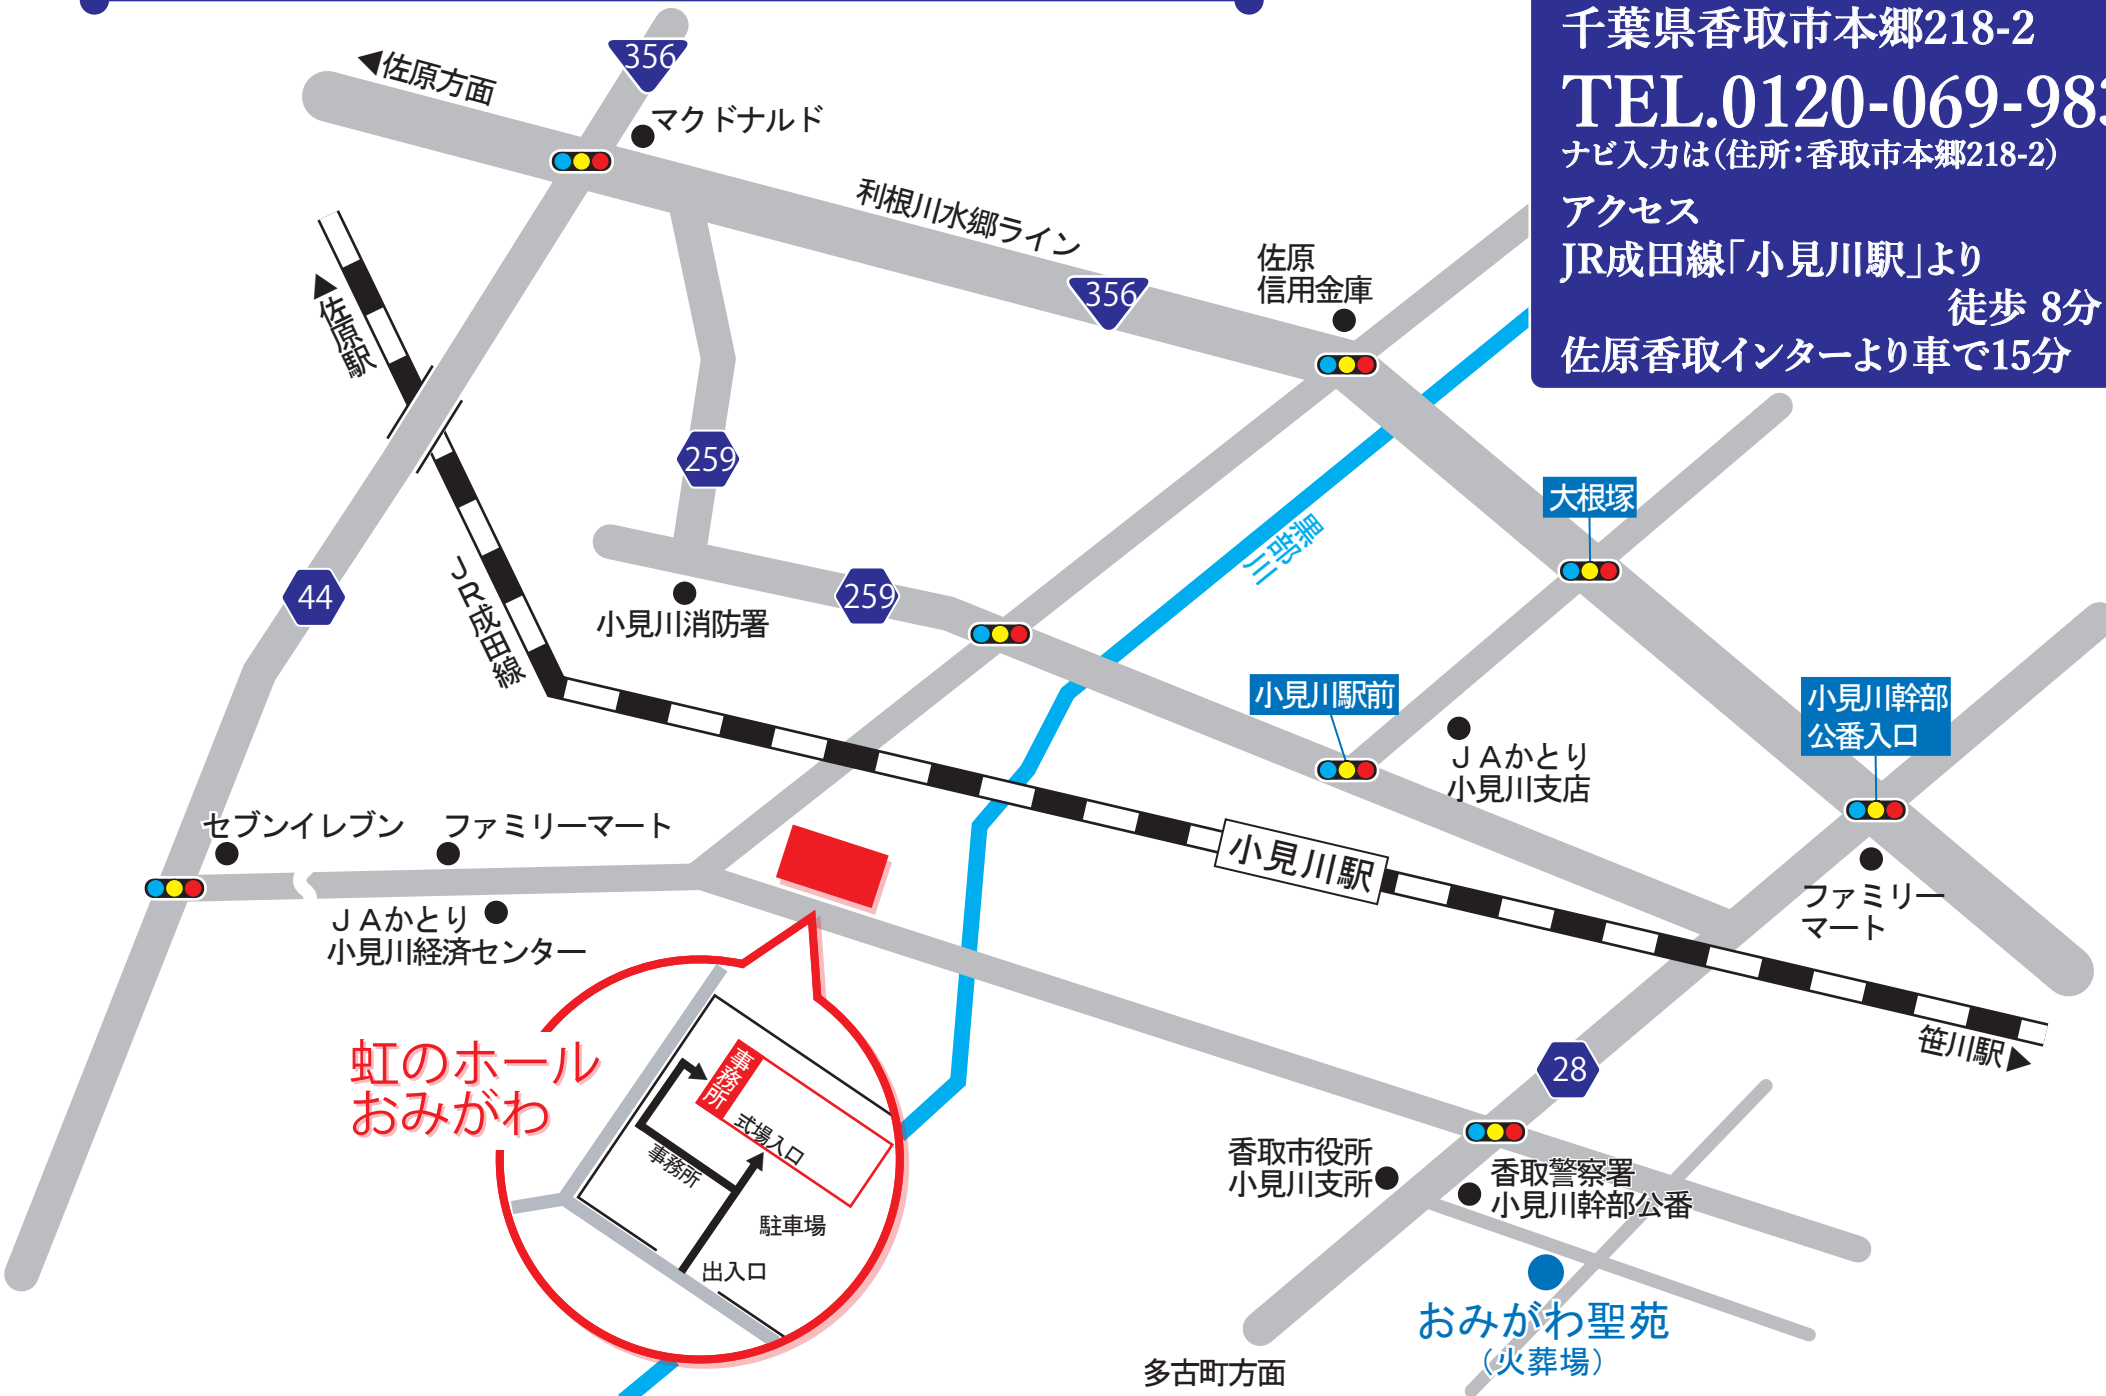 千葉県香取市本郷218-2
TEL.0120-069-983
ナビ入力は(住所:香取市本郷218-2)
アクセス
JR成田線「小見川駅」より
徒歩 8分
佐原香取インターより車で15分
356
◀佐原方面
マクドナルド
利根川水郷ライン
356
佐原
信用金庫
▲佐原駅
259
大根塚
黒部川
44
JR成田線
259
小見川消防署
小見川駅前
小見川幹部
公番入口
JAかとり
小見川支店
セブンイレブン
ファミリーマート
小見川駅
ファミリー
マート
JAかとり
小見川経済センター
笹川駅▶
虹のホール
おみがわ
事務所
式場入口
事務所
駐車場
出入口
28
香取市役所
小見川支所
香取警察署
小見川幹部公番
おみがわ聖苑
(火葬場)
多古町方面